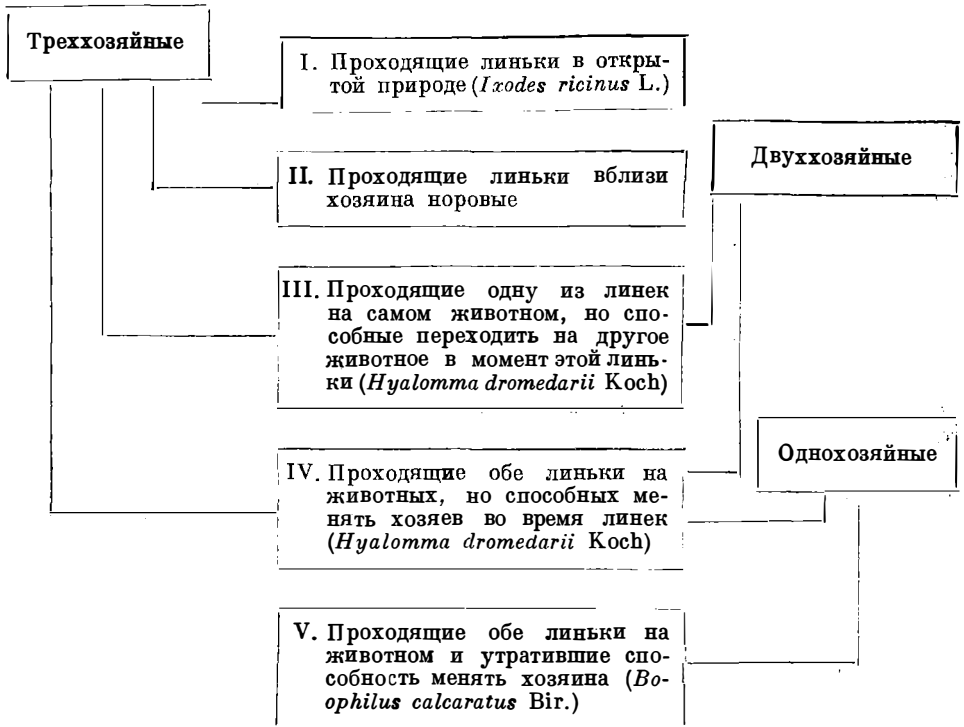 Треххозяйные
I. Проходящие линьки в откры-
той природе (Ixodes ricinus L.)
II. Проходящие линьки вблизи
хозяина норовые
Двуххозяйные
III. Проходящие одну из линек
на самом животном, но спо-
собные переходить на другое
животное в момент этой линь-
ки (Hyalomma dromedarii Koch)
Однохозяйные
IV. Проходящие обе линьки на
животных, но способных ме-
нять хозяев во время линек
(Hyalomma dromedarii Koch)
V. Проходящие обе линьки на
животном и утратившие спо-
собность менять хозяина (Bo-
ophilus calcaratus Bir.)